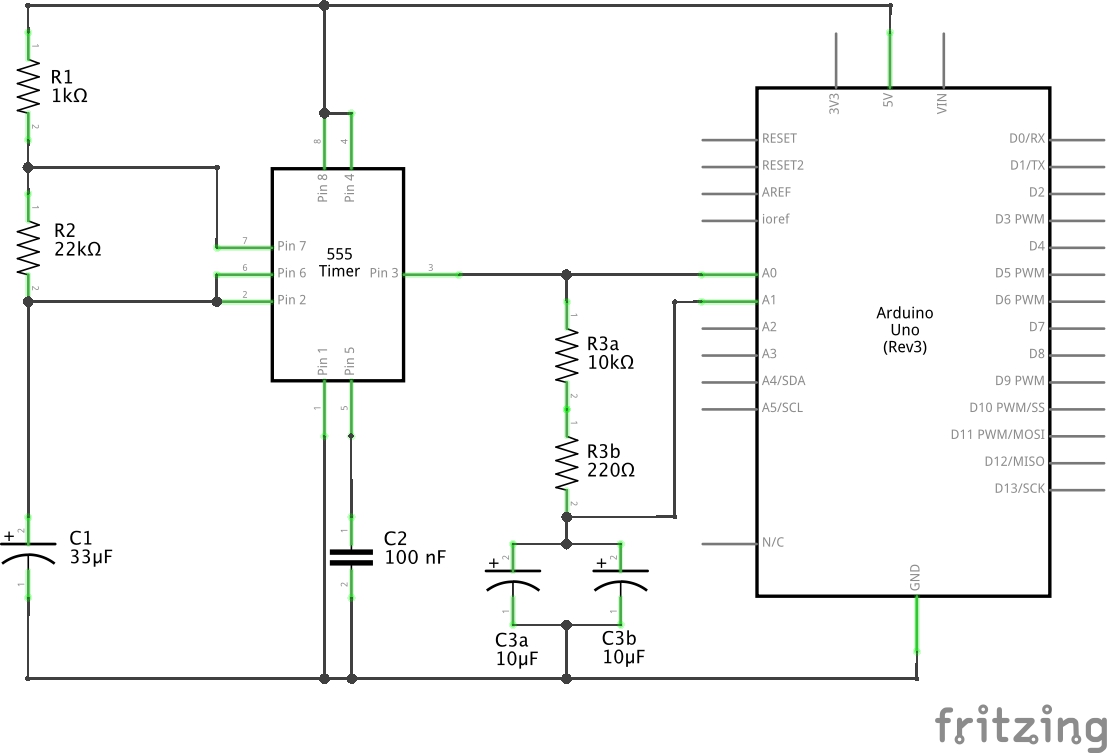 1
R1
1kΩ
2
1
R2
22kΩ
2
8
4
Pin 8
Pin 4
7
Pin 7
6
Pin 6
2
Pin 2
555
Timer
Pin 3
3
Pin 1
Pin 5
1
5
+
2
C1
33µF
1
1
C2
100 nF
2
1
R3a
10kΩ
2
1
R3b
220Ω
2
+
2
1
C3a
10µF
+
2
1
C3b
10µF
3V3
5V
VIN
RESET
RESET2
AREF
ioref
A0
A1
A2
A3
A4/SDA
A5/SCL
N/C
Arduino
Uno
(Rev3)
D0/RX
D1/TX
D2
D3 PWM
D4
D5 PWM
D6 PWM
D7
D8
D9 PWM
D10 PWM/SS
D11 PWM/MOSI
D12/MISO
D13/SCK
GND
fritzing